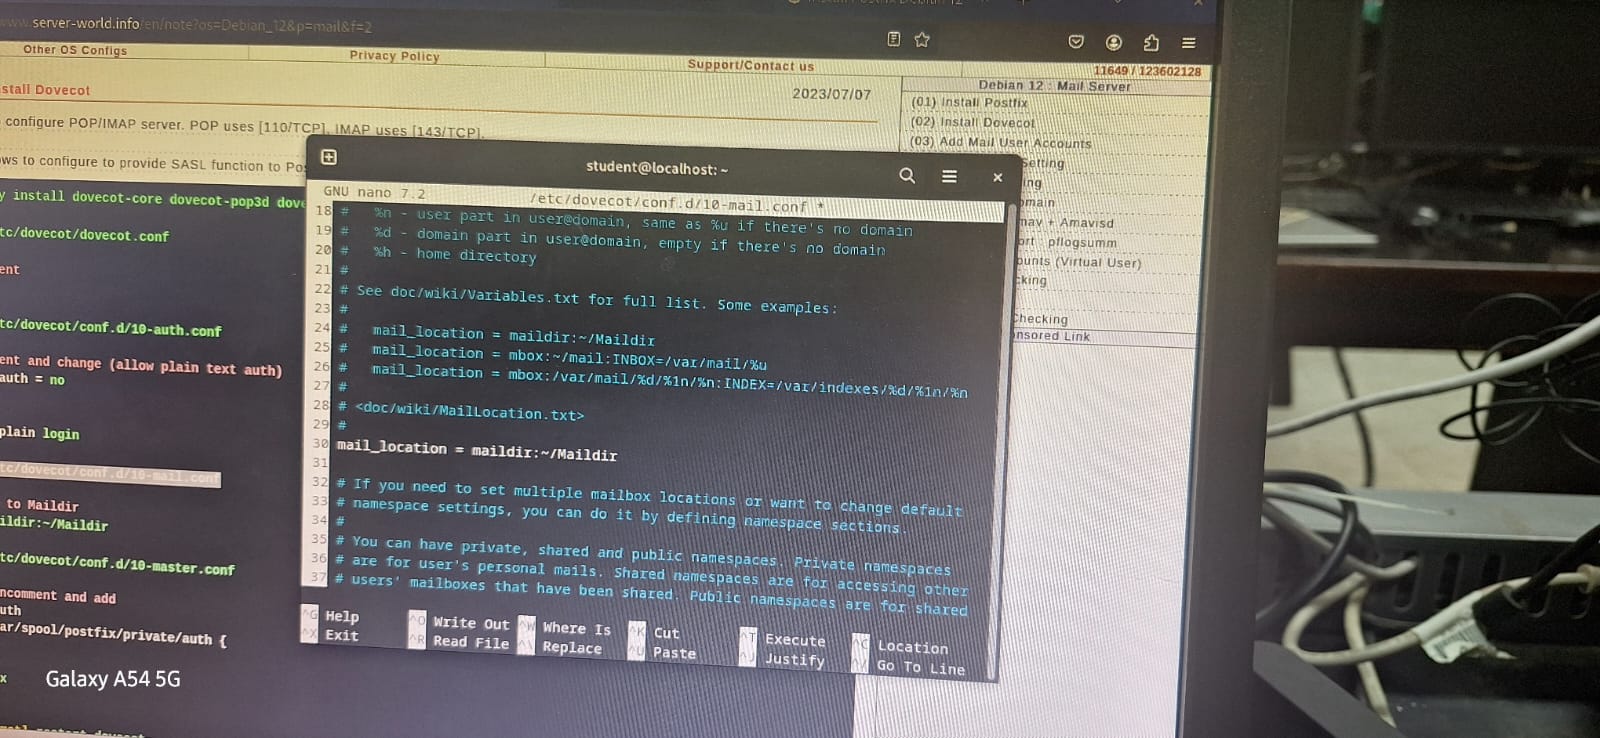 www.server-world.info/en/note?os=Debian_12&p=mail&f=2
Other OS Configs
Privacy Policy
Support/Contact us
11649 / 123602128
stall Dovecot
2023/07/07
configure POP/IMAP server. POP uses [110/TCP], IMAP uses [143/TCP].
ws to configure to provide SASL function to Pos
y install dovecot-core dovecot-pop3d dove
tc/dovecot/dovecot.conf
ent
tc/dovecot/conf.d/10-auth.conf
ent and change (allow plain text auth)
auth = no
plain login
tc/dovecot/conf.d/10-mail.conf
to Maildir
ildir:~/Maildir
tc/dovecot/conf.d/10-master.conf
ncomment and add
uth
ar/spool/postfix/private/auth {
x
Debian 12 : Mail Server
(01) Install Postfix
(02) Install Dovecot
(03) Add Mail User Accounts
Setting
ing
omain
mav + Amavisd
ort : pflogsumm
ounts (Virtual User)
cking
Checking
nsored Link
student@localhost: ~
GNU nano 7.2 /etc/dovecot/conf.d/10-mail.conf *
18 # %n - user part in user@domain, same as %u if there's no domain
19 # %d - domain part in user@domain, empty if there's no domain
20 # %h - home directory
21 #
22 # See doc/wiki/Variables.txt for full list. Some examples:
23 #
24 # mail_location = maildir:~/Maildir
25 # mail_location = mbox:~/mail:INBOX=/var/mail/%u
26 # mail_location = mbox:/var/mail/%d/%1n/%n:INDEX=/var/indexes/%d/%1n/%n
27 #
28 # <doc/wiki/MailLocation.txt>
29 #
30 mail_location = maildir:~/Maildir
31
32 # If you need to set multiple mailbox locations or want to change default
33 # namespace settings, you can do it by defining namespace sections.
34 #
35 # You can have private, shared and public namespaces. Private namespaces
36 # are for user's personal mails. Shared namespaces are for accessing other
37 # users' mailboxes that have been shared. Public namespaces are for shared
^G Help ^O Write Out ^W Where Is ^K Cut ^T Execute ^C Location
^X Exit ^R Read File ^\ Replace ^U Paste ^J Justify ^/ Go To Line
Galaxy A54 5G